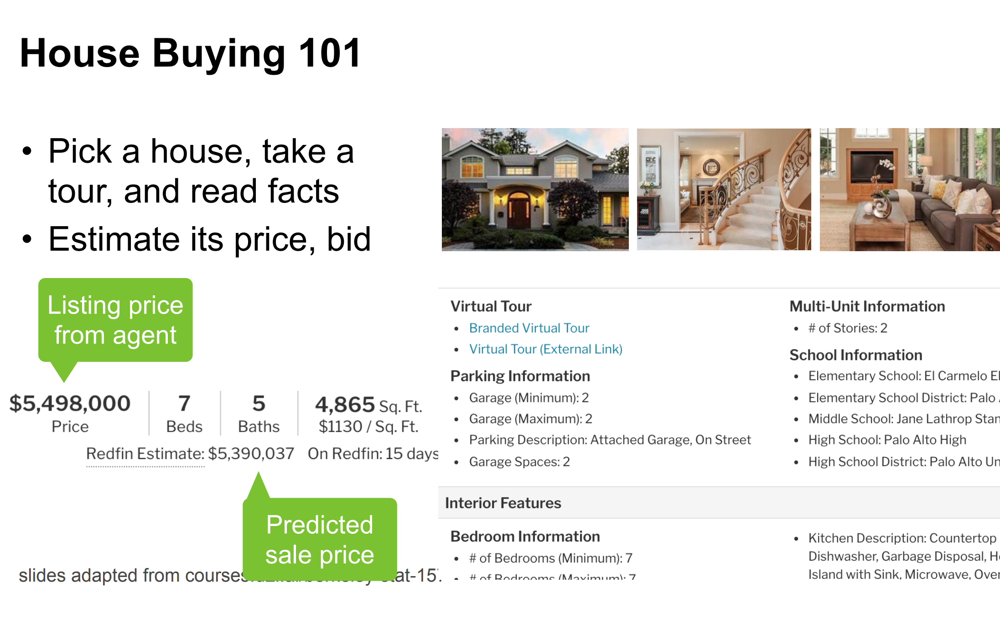 House Buying 101
• Pick a house, take a
tour, and read facts
• Estimate its price, bid
Listing price
from agent
$5,498,000
Price
7
Beds
5
Baths
4,865 Sq. Ft.
$1130 / Sq. Ft.
Redfin Estimate: $5,390,037 On Redfin: 15 days
Predicted
sale price
slides adapted from
Virtual Tour
• Branded Virtual Tour
• Virtual Tour (External Link)
Parking Information
• Garage (Minimum): 2
• Garage (Maximum): 2
• Parking Description: Attached Garage, On Street
• Garage Spaces: 2
Multi-Unit Information
• # of Stories: 2
School Information
• Elementary School: El Carmelo El
• Elementary School District: Palo
• Middle School: Jane Lathrop Stan
• High School: Palo Alto High
• High School District: Palo Alto Un
Interior Features
Bedroom Information
• # of Bedrooms (Minimum): 7
• # of Bedrooms (Maximum): 7
• Kitchen Description: Countertop
Dishwasher, Garbage Disposal,
Island with Sink, Microwave, Oven